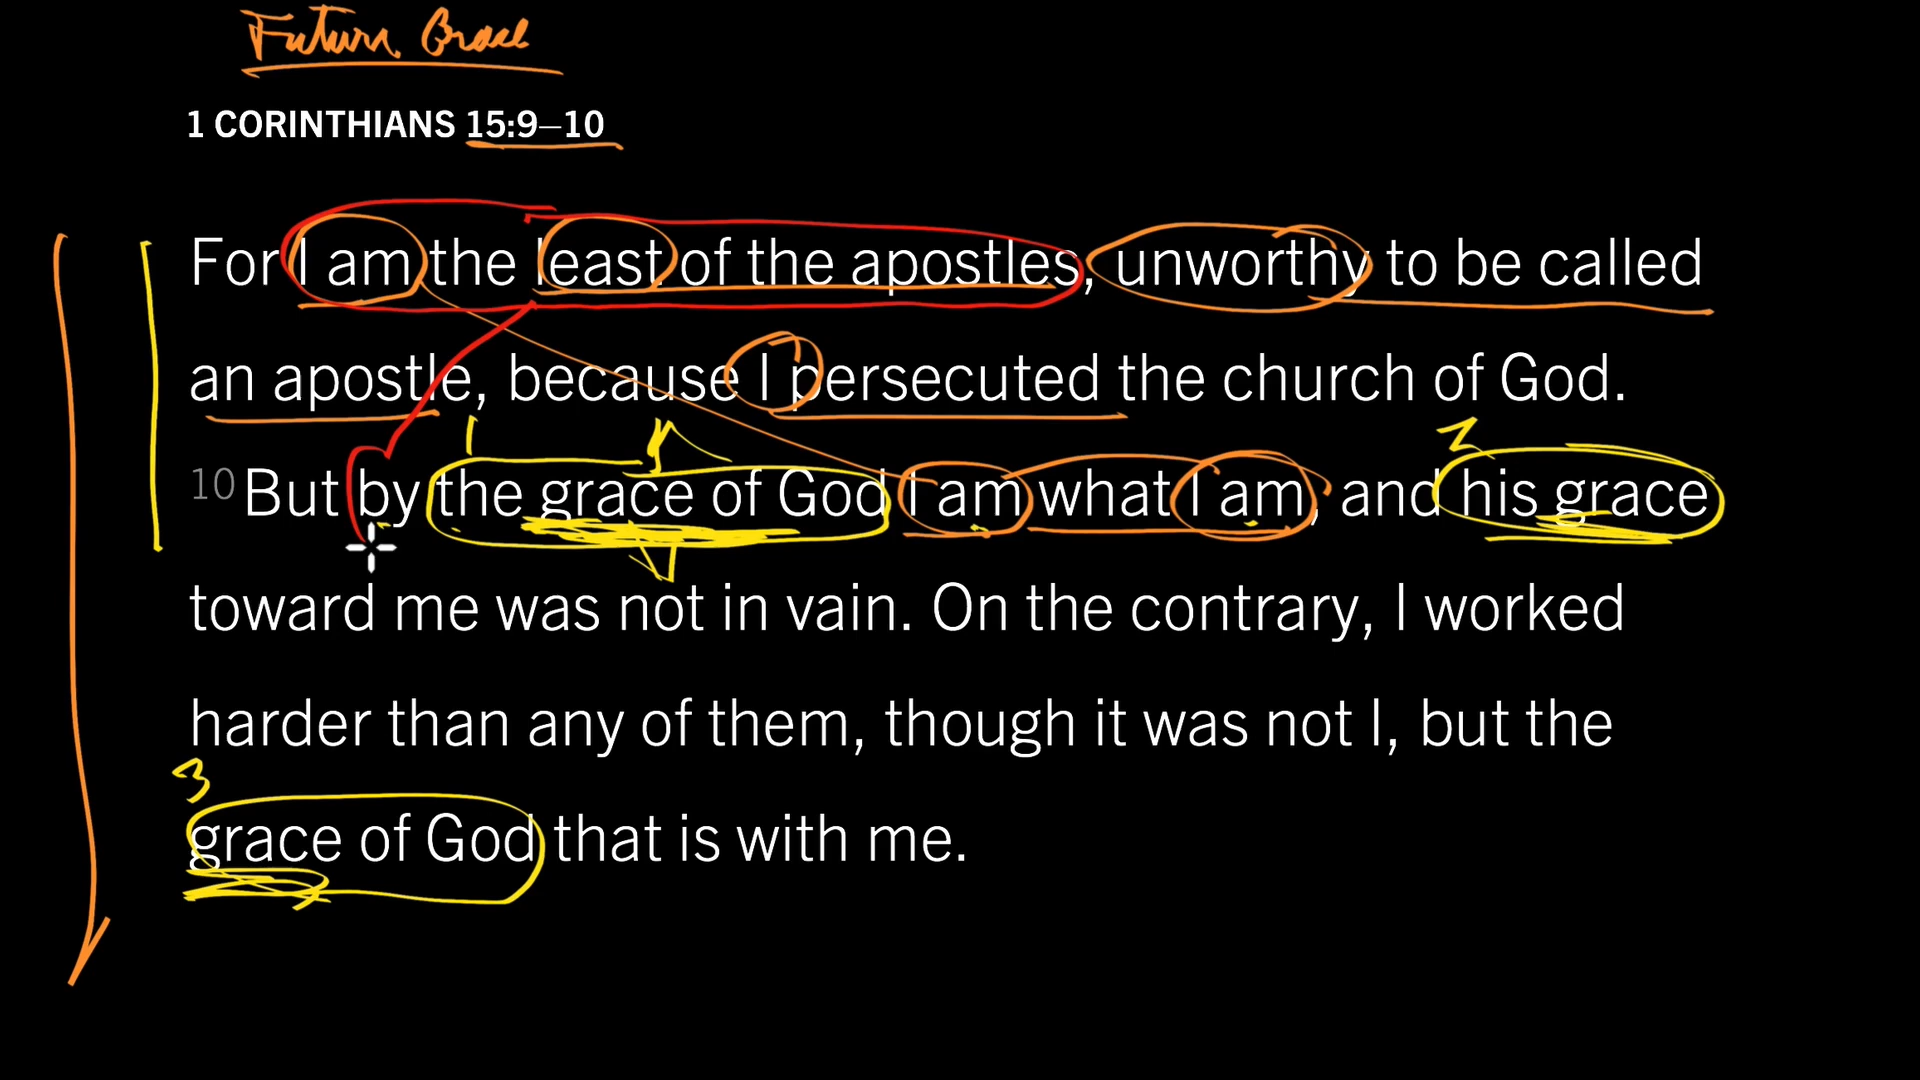 Future Grace
1 CORINTHIANS 15:9–10
For I am the least of the apostles, unworthy to be called
an apostle, because I persecuted the church of God.
1 2
10 But by the grace of God I am what I am, and his grace
toward me was not in vain. On the contrary, I worked
harder than any of them, though it was not I, but the
3
grace of God that is with me.